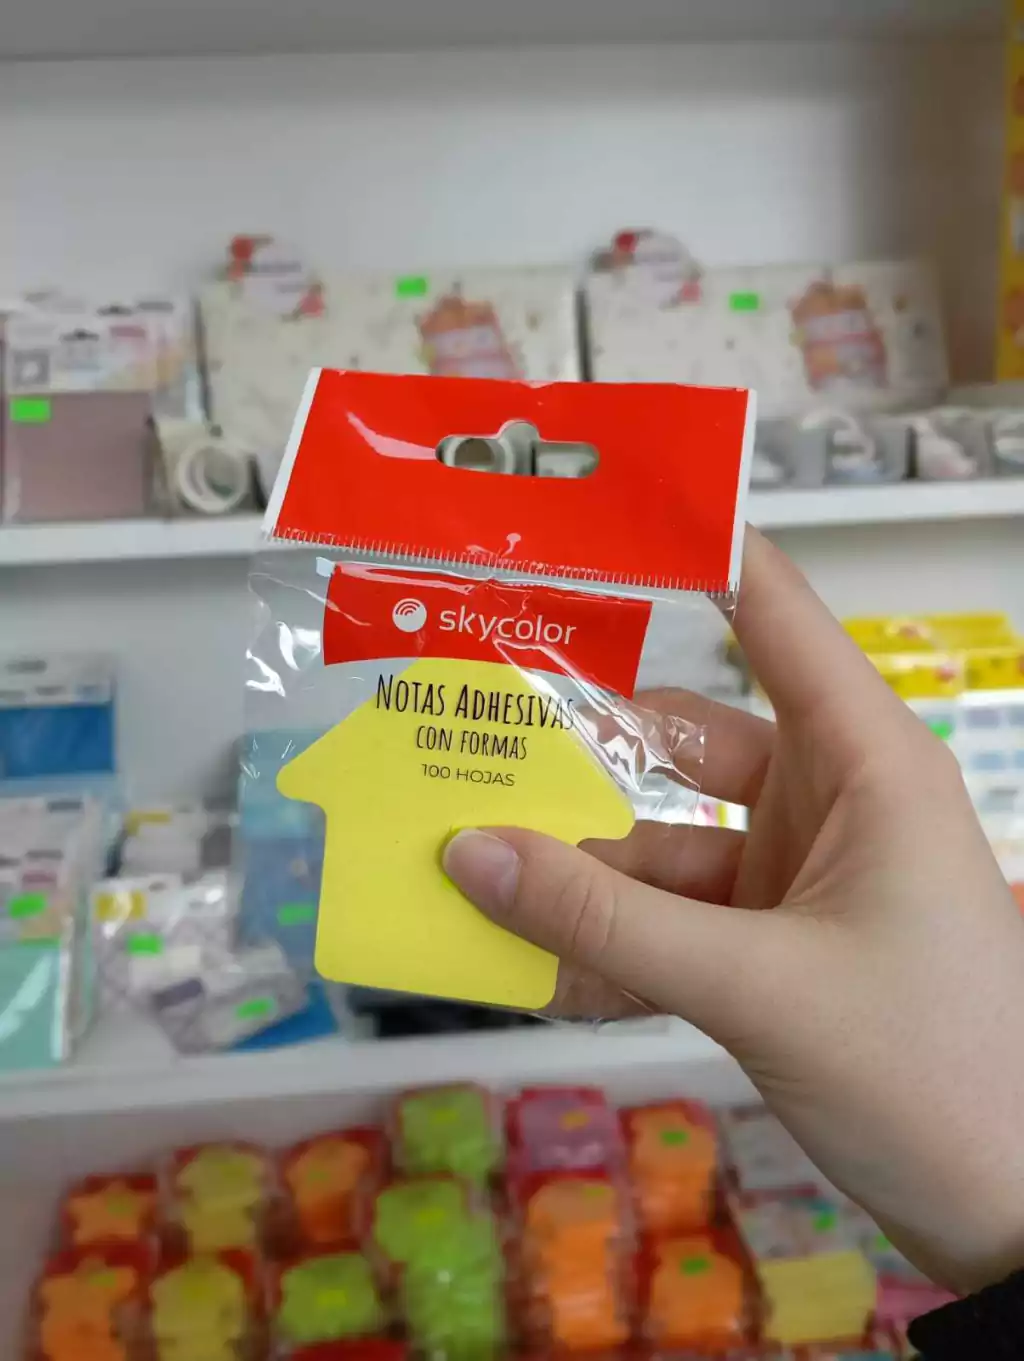 skycolor
NOTAS ADHESIVAS
CON FORMAS
100 HOJAS